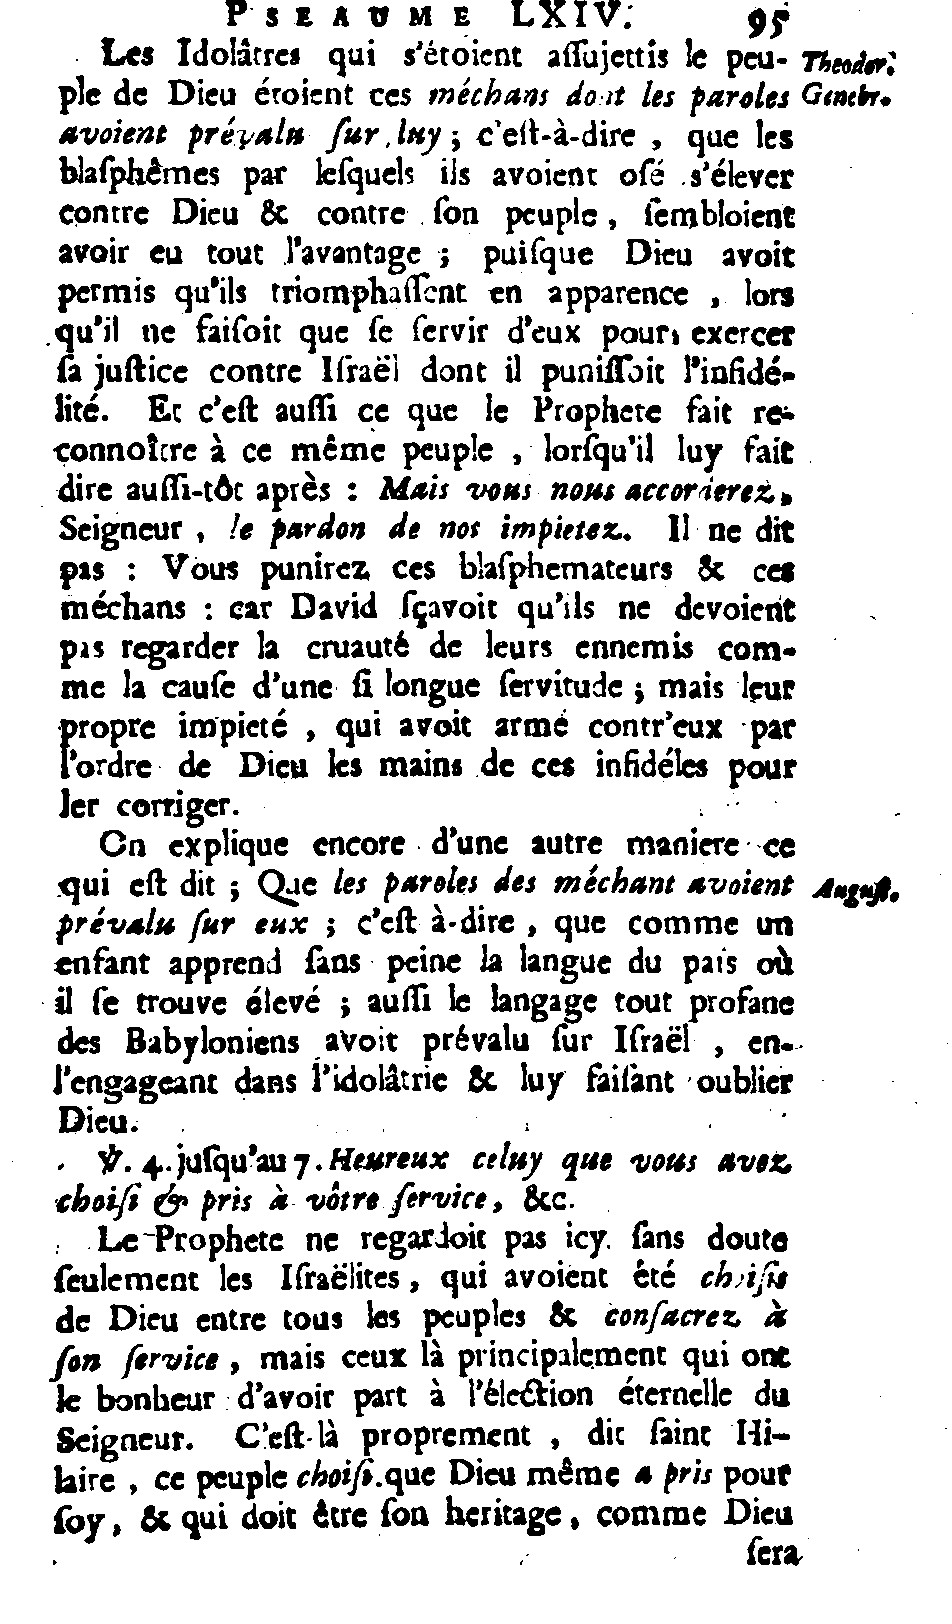 PSEAUME LXIV. 95
Les Idolâtres qui s'étoient aſſujettis le peu- Theodor.
ple de Dieu étoient ces méchans dont les paroles Genebr.
avoient prévalu ſur luy ; c'eſt-à-dire , que les
blaſphêmes par leſquels ils avoient oſé s'élever
contre Dieu & contre ſon peuple , ſembloient
avoir eu tout l'avantage ; puiſque Dieu avoit
permis qu'ils triomphaſſent en apparence , lors
qu'il ne faiſoit que ſe ſervir d'eux pour exercer
ſa juſtice contre Iſraël dont il puniſſoit l'infidé-
lité. Et c'eſt auſſi ce que le Prophete fait re-
connoître à ce même peuple , lorſqu'il luy fait
dire auſſi-tôt après : Mais vous nous accorderez,
Seigneur , le pardon de nos impietez. Il ne dit
pas : Vous punirez ces blaſphemateurs & ces
méchans : car David ſçavoit qu'ils ne devoient
pas regarder la cruauté de leurs ennemis com-
me la cauſe d'une ſi longue ſervitude ; mais leur
propre impieté , qui avoit armé contr'eux par
l'ordre de Dieu les mains de ces infidéles pour
ler corriger.
On explique encore d'une autre maniere ce
qui eſt dit ; Que les paroles des méchant avoient Auguſt.
prévalu ſur eux ; c'eſt à-dire , que comme un
enfant apprend ſans peine la langue du païs où
il ſe trouve élevé ; auſſi le langage tout profane
des Babyloniens avoit prévalu ſur Iſraël , en-
l'engageant dans l'idolâtrie & luy faiſant oublier
Dieu.
℣. 4. juſqu'au 7. Heureux celuy que vous avez
choiſi & pris à vôtre ſervice, &c.
Le Prophete ne regardoit pas icy ſans doute
ſeulement les Iſraëlites , qui avoient été choiſis
de Dieu entre tous les peuples & conſacrez à
ſon ſervice , mais ceux là principalement qui ont
le bonheur d'avoir part à l'élection éternelle du
Seigneur. C'eſt-là proprement , dit ſaint Hi-
laire , ce peuple choiſi que Dieu même a pris pour
ſoy, & qui doit être ſon heritage, comme Dieu
ſera